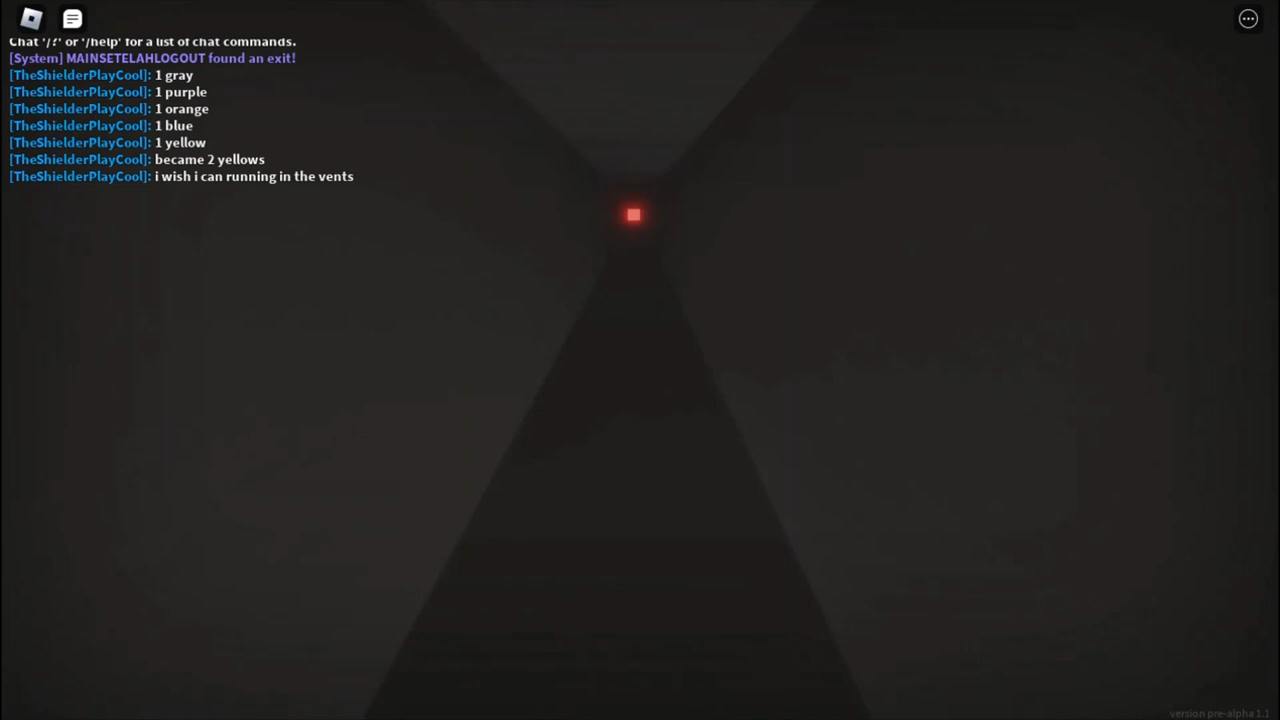 Chat '/?' or '/help' for a list of chat commands.
[System] MAINSETELAHLOGOUT found an exit!
[TheShielderPlayCool]: 1 gray
[TheShielderPlayCool]: 1 purple
[TheShielderPlayCool]: 1 orange
[TheShielderPlayCool]: 1 blue
[TheShielderPlayCool]: 1 yellow
[TheShielderPlayCool]: became 2 yellows
[TheShielderPlayCool]: i wish i can running in the vents
version pre-alpha 1.1